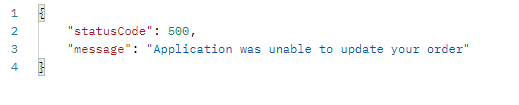 1 {
2 "statusCode": 500,
3 "message": "Application was unable to update your order"
4 }